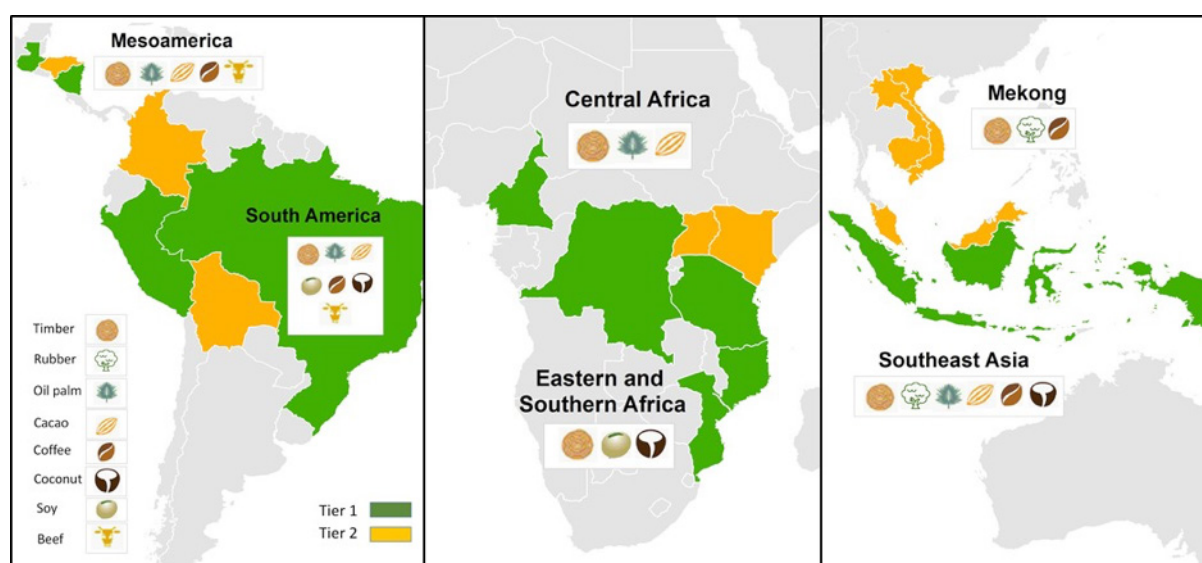 Mesoamerica
South America
Timber
Rubber
Oil palm
Cacao
Coffee
Coconut
Soy
Beef
Tier 1
Tier 2
Central Africa
Eastern and
Southern Africa
Mekong
Southeast Asia